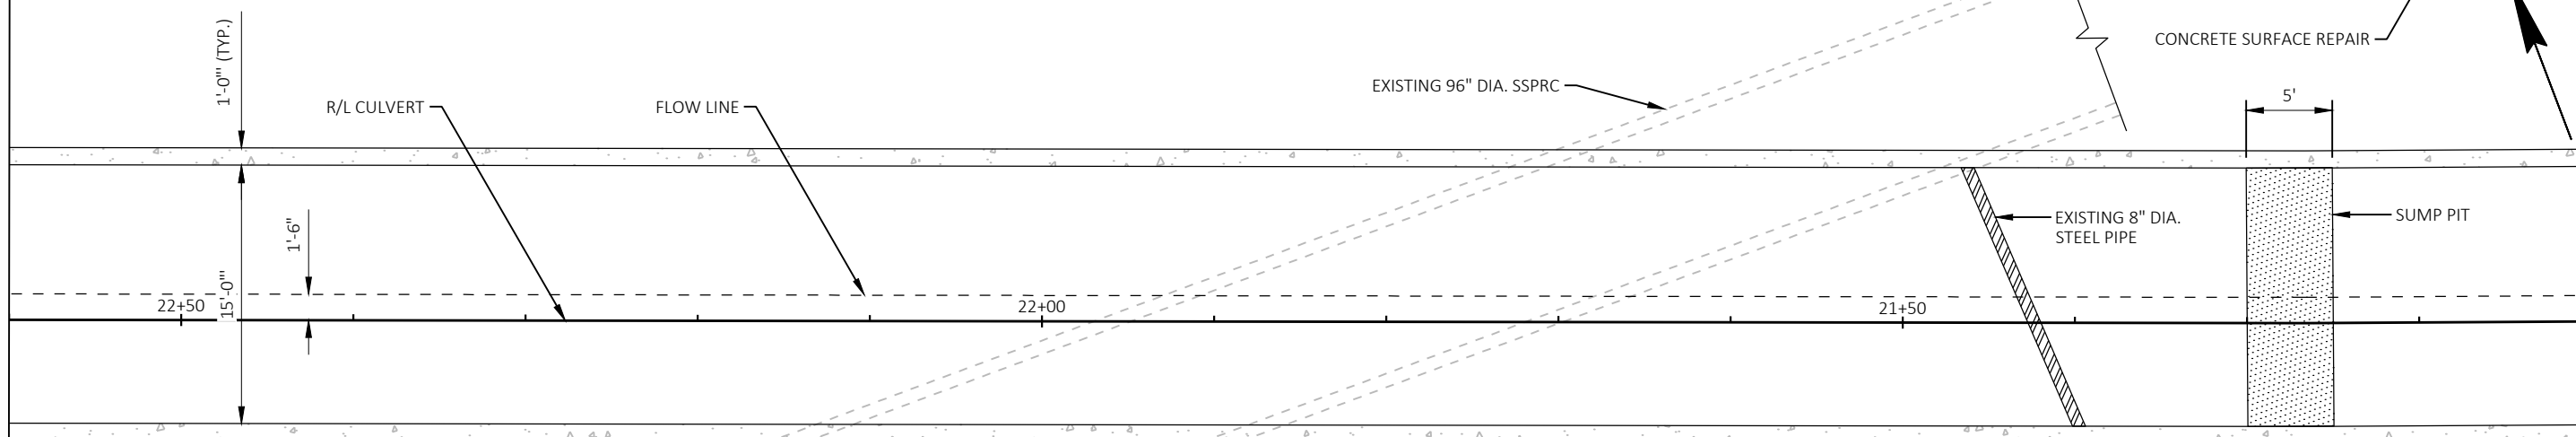 1'-0"' (TYP.)
CONCRETE SURFACE REPAIR
EXISTING 96" DIA. SSPRC
5'
R/L CULVERT
FLOW LINE
1'-6"
15'-0"'
EXISTING 8" DIA.
STEEL PIPE
SUMP PIT
22+50
22+00
21+50